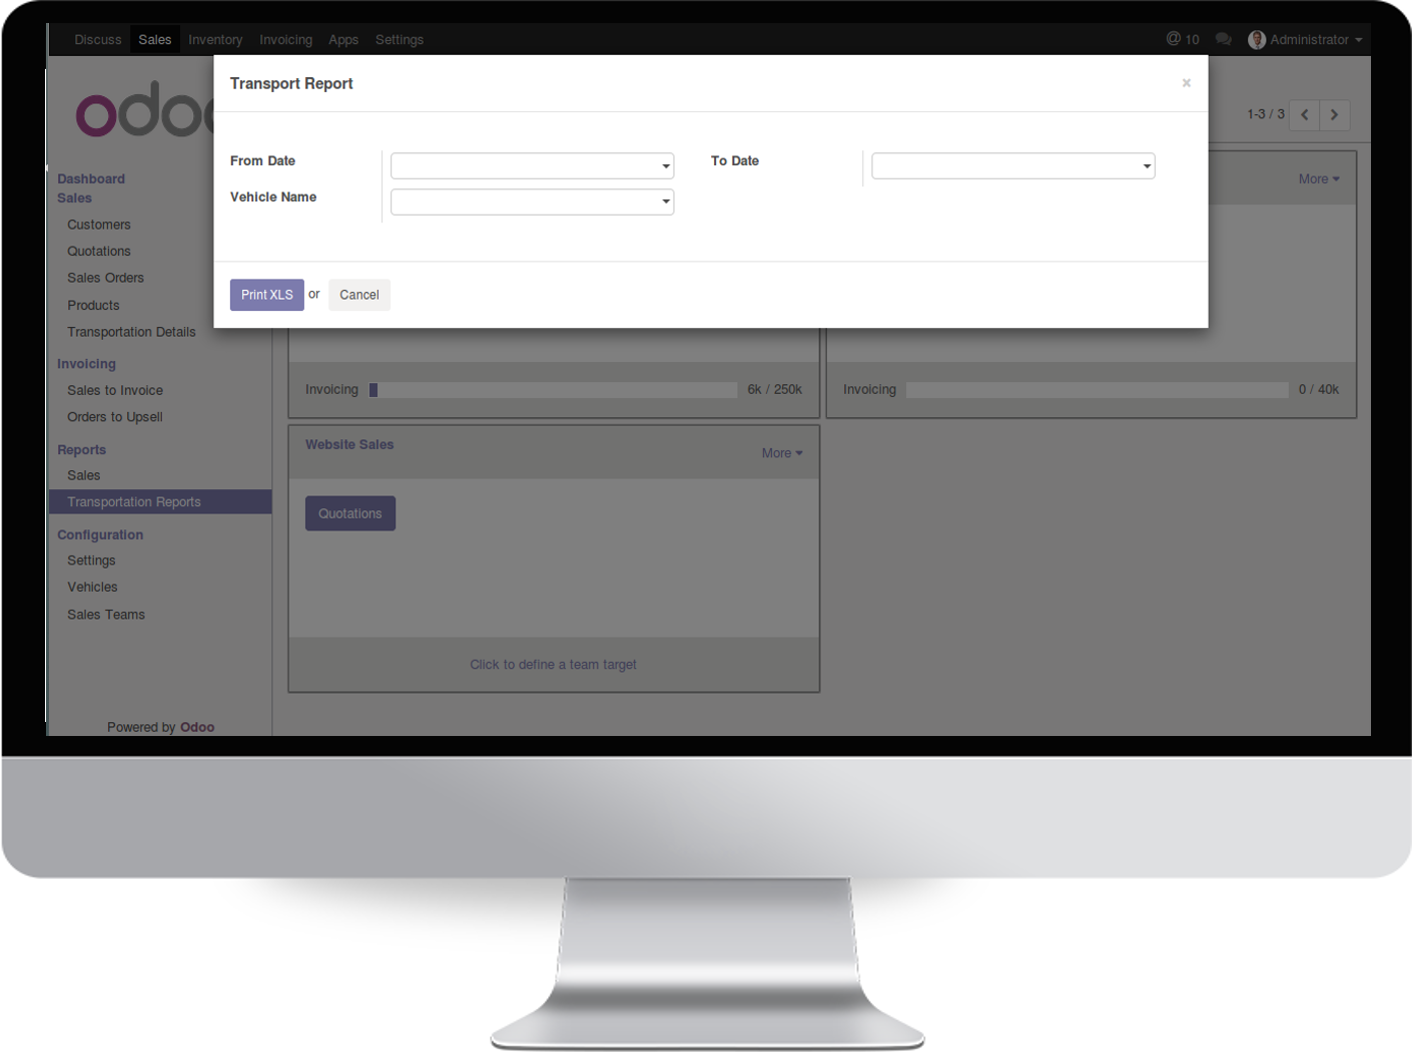 Discuss Sales Inventory Invoicing Apps Settings @ 10 Administrator
Transport Report ×
odoo
1-3 / 3
From Date
To Date
Vehicle Name
Print XLS or Cancel
Dashboard
Sales
Customers
Quotations
Sales Orders
Products
Transportation Details
Invoicing
Sales to Invoice
Orders to Upsell
Reports
Sales
Transportation Reports
Configuration
Settings
Vehicles
Sales Teams
Powered by Odoo
More
Invoicing 6k / 250k
Invoicing 0 / 40k
Website Sales
More
Quotations
Click to define a team target